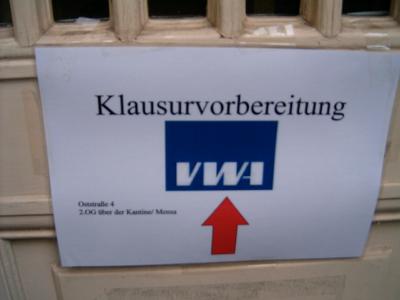 Klausurvorbereitung
VWA
Oststraße 4
2.OG über der Kantine/ Mensa